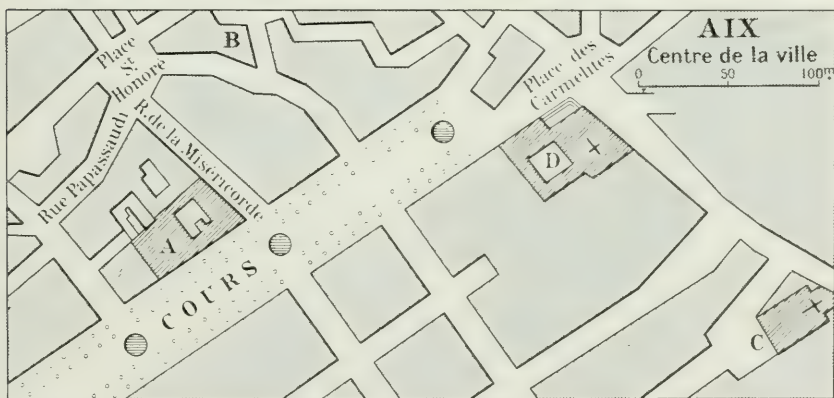 AIX
Centre de la ville
0 50 100m
B
Place
St
Honoré
Place des
Carmelites
R. de la Miséricorde
Rue Papassaudi
A
D
COURS
C